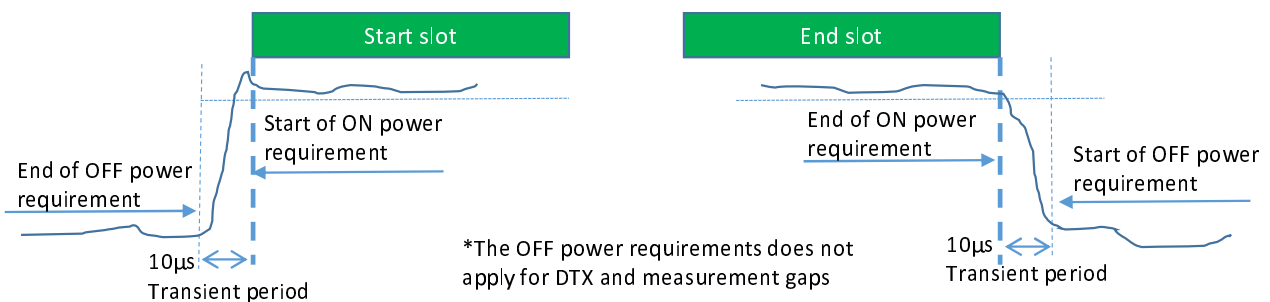 Start slot
End slot
Start of ON power
requirement
End of OFF power
requirement
10µs
Transient period
*The OFF power requirements does not
apply for DTX and measurement gaps
End of ON power
requirement
Start of OFF power
requirement
10µs
Transient period